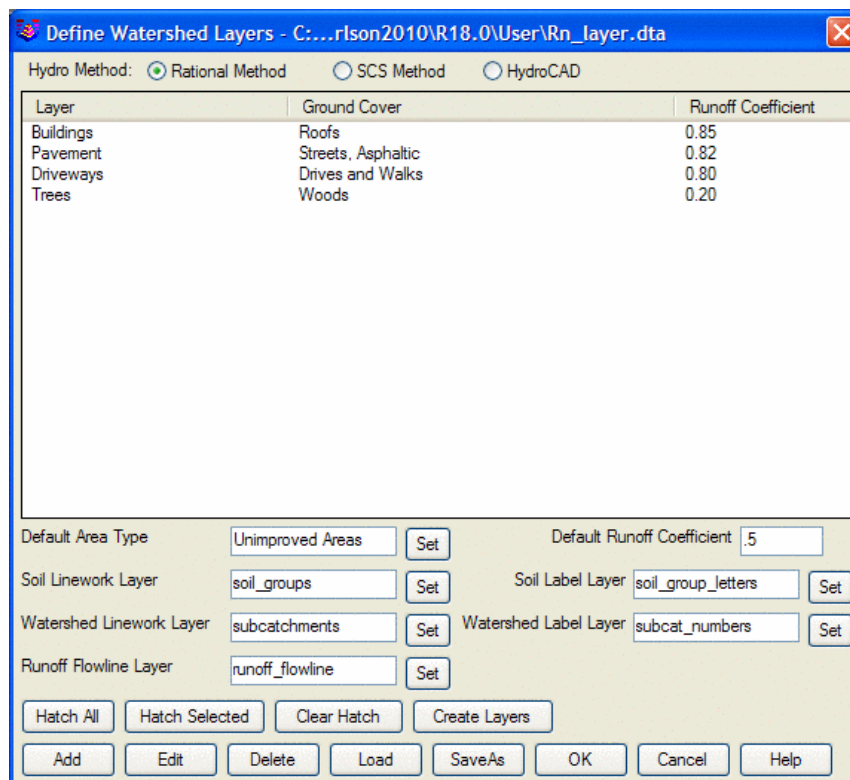 Define Watershed Layers - C:...rlson2010\R18.0\User\Rn_layer.dta
Hydro Method: Rational Method SCS Method HydroCAD
Layer Ground Cover Runoff Coefficient
Buildings Roofs 0.85
Pavement Streets, Asphaltic 0.82
Driveways Drives and Walks 0.80
Trees Woods 0.20
Default Area Type Unimproved Areas Set Default Runoff Coefficient .5
Soil Linework Layer soil_groups Set Soil Label Layer soil_group_letters Set
Watershed Linework Layer subcatchments Set Watershed Label Layer subcat_numbers Set
Runoff Flowline Layer runoff_flowline Set
Hatch All Hatch Selected Clear Hatch Create Layers
Add Edit Delete Load SaveAs OK Cancel Help